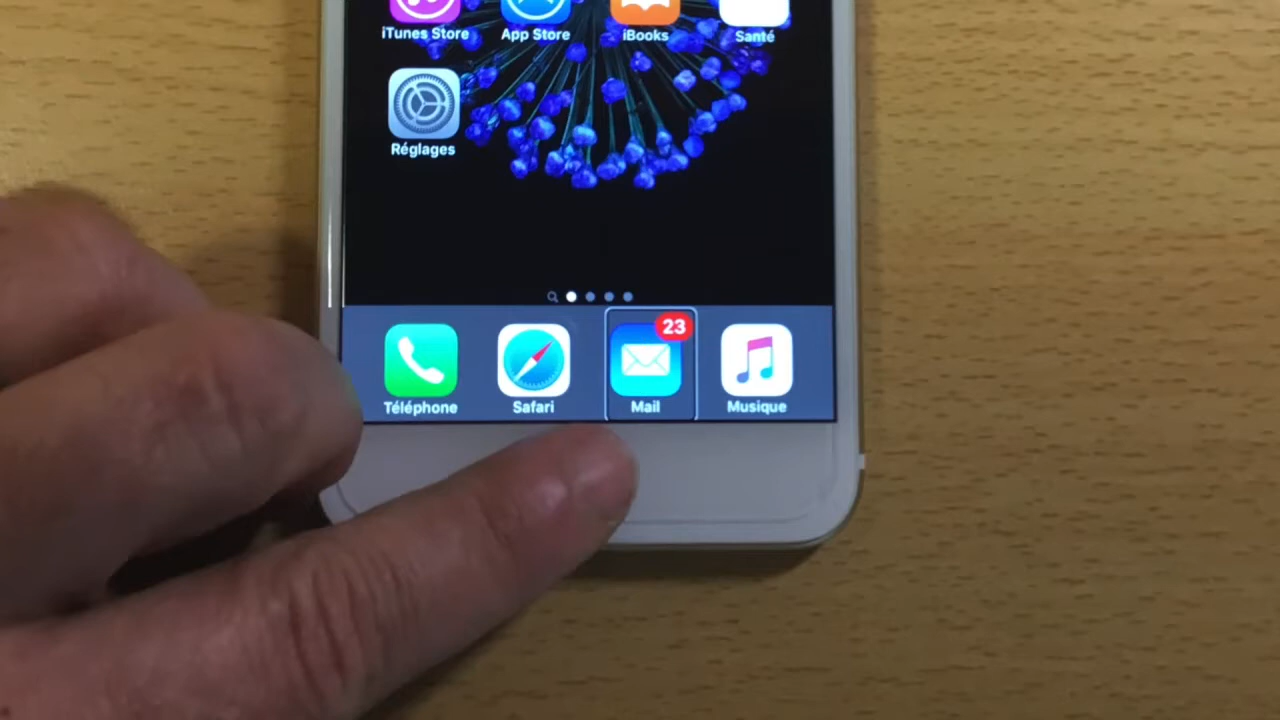 iTunes Store App Store iBooks Santé
Réglages
23
Téléphone Safari Mail Musique